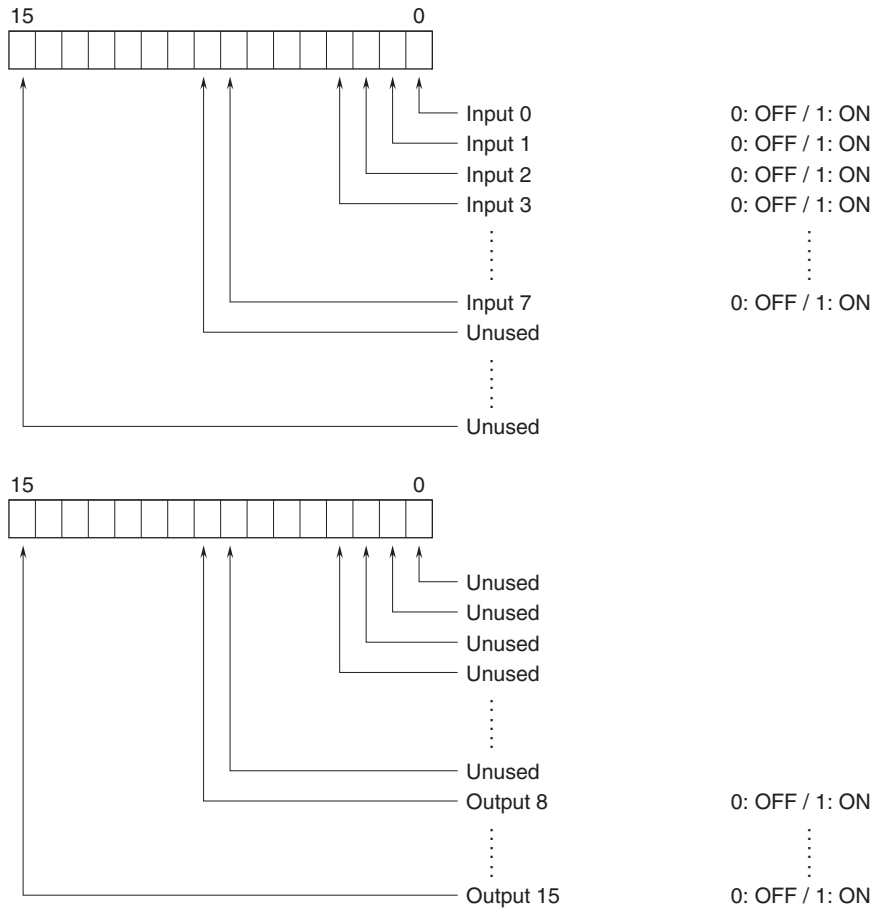 15 0
Input 0 0: OFF / 1: ON
Input 1 0: OFF / 1: ON
Input 2 0: OFF / 1: ON
Input 3 0: OFF / 1: ON
Input 7 0: OFF / 1: ON
Unused
Unused
15 0
Unused
Unused
Unused
Unused
Unused
Output 8 0: OFF / 1: ON
Output 15 0: OFF / 1: ON